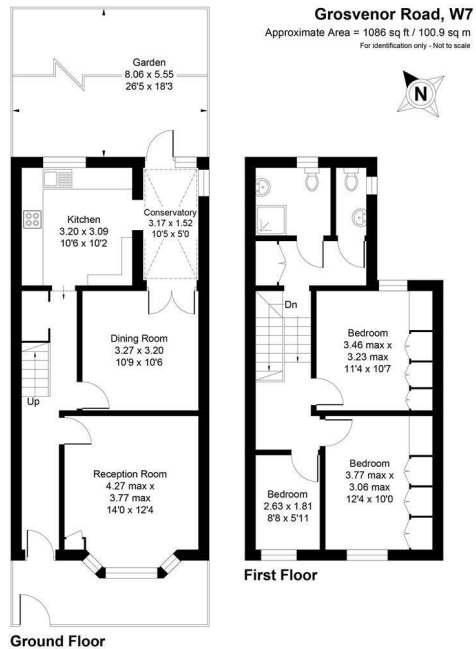 Grosvenor Road, W7
Approximate Area = 1086 sq ft / 100.9 sq m
For identification only - Not to scale
N
Garden
8.06 x 5.55
26'5 x 18'3
Kitchen
3.20 x 3.09
10'6 x 10'2
Conservatory
3.17 x 1.52
10'5 x 5'0
Dining Room
3.27 x 3.20
10'9 x 10'6
Up
Reception Room
4.27 max x
3.77 max
14'0 x 12'4
Ground Floor
Dn
Bedroom
3.46 max x
3.23 max
11'4 x 10'7
Bedroom
3.77 max x
3.06 max
12'4 x 10'0
Bedroom
2.63 x 1.81
8'8 x 5'11
First Floor